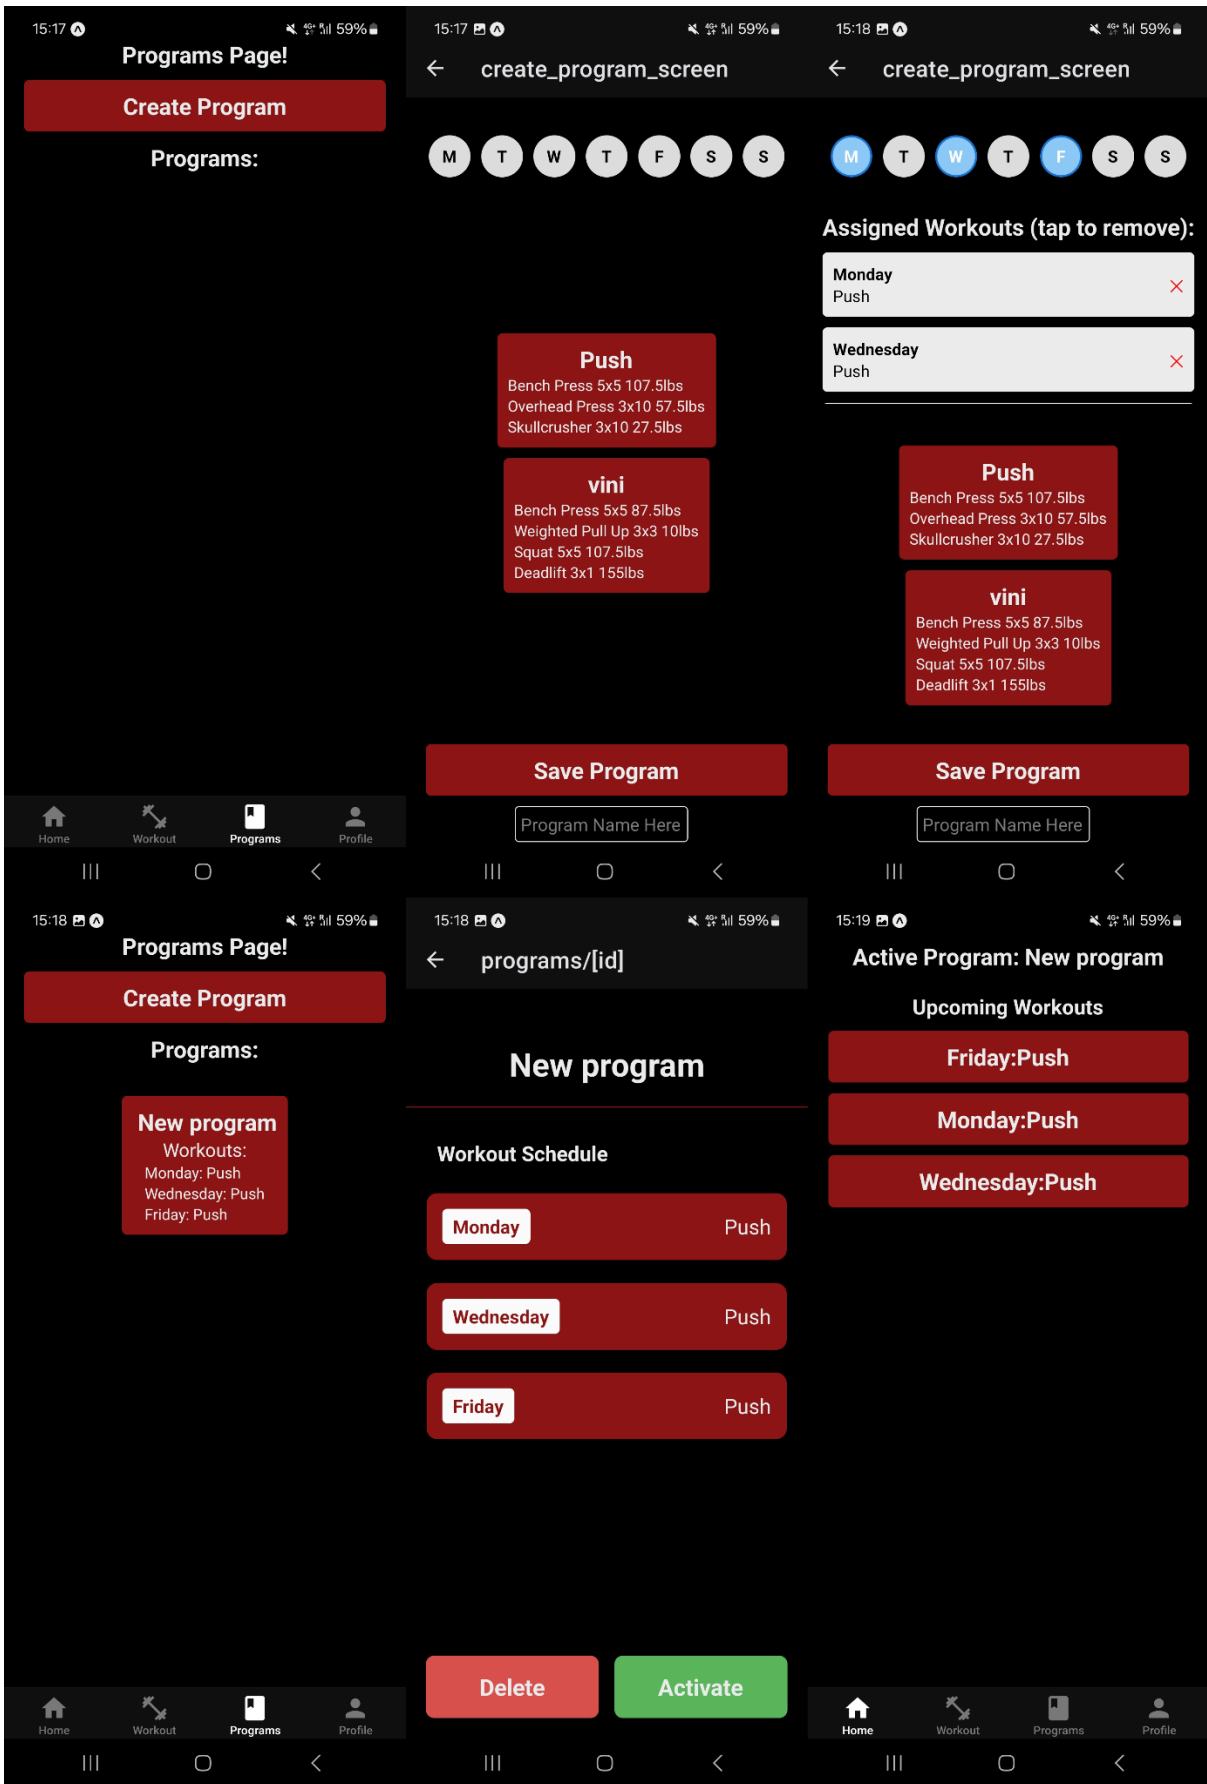 15:17
59%
Programs Page!
Create Program
Programs:
Home
Workout
Programs
Profile
15:17
59%
create_program_screen
M T W T F S S
Push
Bench Press 5x5 107.5lbs
Overhead Press 3x10 57.5lbs
Skullcrusher 3x10 27.5lbs
vini
Bench Press 5x5 87.5lbs
Weighted Pull Up 3x3 10lbs
Squat 5x5 107.5lbs
Deadlift 3x1 155lbs
Save Program
Program Name Here
15:18
59%
create_program_screen
M T W T F S S
Assigned Workouts (tap to remove):
Monday
Push
Wednesday
Push
Push
Bench Press 5x5 107.5lbs
Overhead Press 3x10 57.5lbs
Skullcrusher 3x10 27.5lbs
vini
Bench Press 5x5 87.5lbs
Weighted Pull Up 3x3 10lbs
Squat 5x5 107.5lbs
Deadlift 3x1 155lbs
Save Program
Program Name Here
15:18
59%
Programs Page!
Create Program
Programs:
New program
Workouts:
Monday: Push
Wednesday: Push
Friday: Push
Home
Workout
Programs
Profile
15:18
59%
programs/[id]
New program
Workout Schedule
Monday Push
Wednesday Push
Friday Push
Delete
Activate
15:19
59%
Active Program: New program
Upcoming Workouts
Friday:Push
Monday:Push
Wednesday:Push
Home
Workout
Programs
Profile